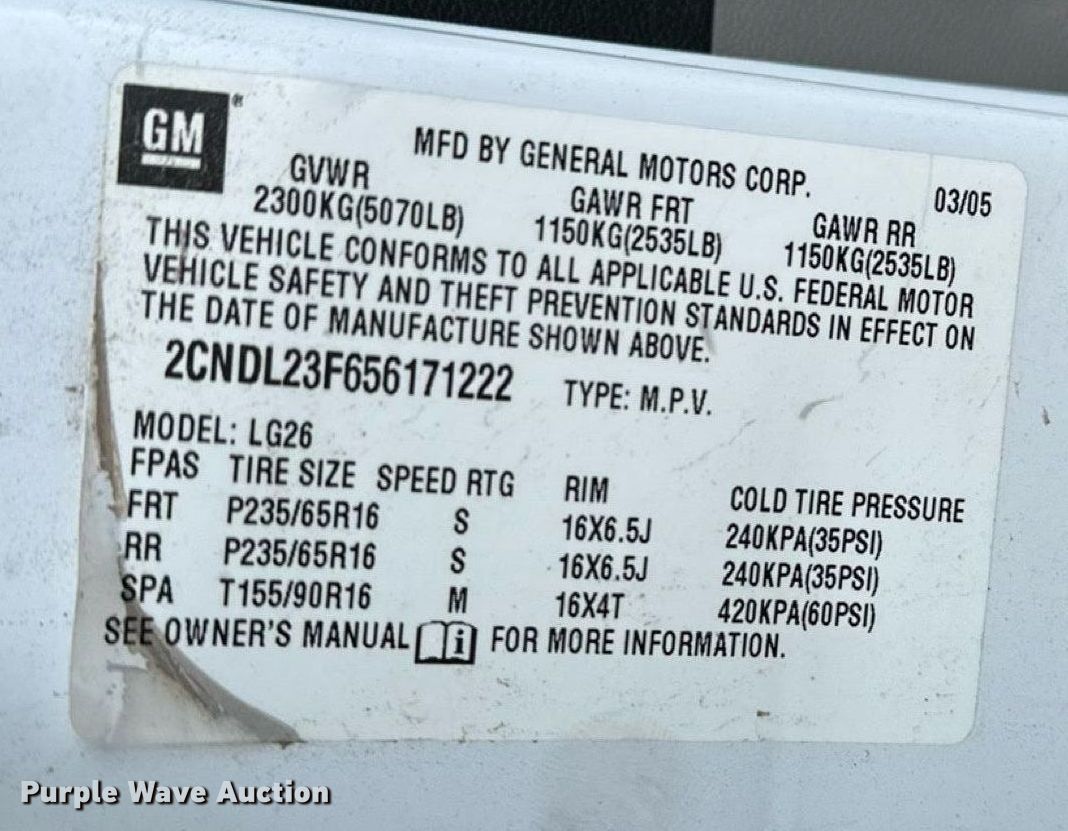 GM ®
MFD BY GENERAL MOTORS CORP. 03/05
GVWR GAWR FRT GAWR RR
2300KG(5070LB) 1150KG(2535LB) 1150KG(2535LB)
THIS VEHICLE CONFORMS TO ALL APPLICABLE U.S. FEDERAL MOTOR
VEHICLE SAFETY AND THEFT PREVENTION STANDARDS IN EFFECT ON
THE DATE OF MANUFACTURE SHOWN ABOVE.
2CNDL23F656171222 TYPE: M.P.V.
MODEL: LG26
FPAS TIRE SIZE SPEED RTG RIM COLD TIRE PRESSURE
FRT P235/65R16 S 16X6.5J 240KPA(35PSI)
RR P235/65R16 S 16X6.5J 240KPA(35PSI)
SPA T155/90R16 M 16X4T 420KPA(60PSI)
SEE OWNER'S MANUAL i FOR MORE INFORMATION.
Purple Wave Auction